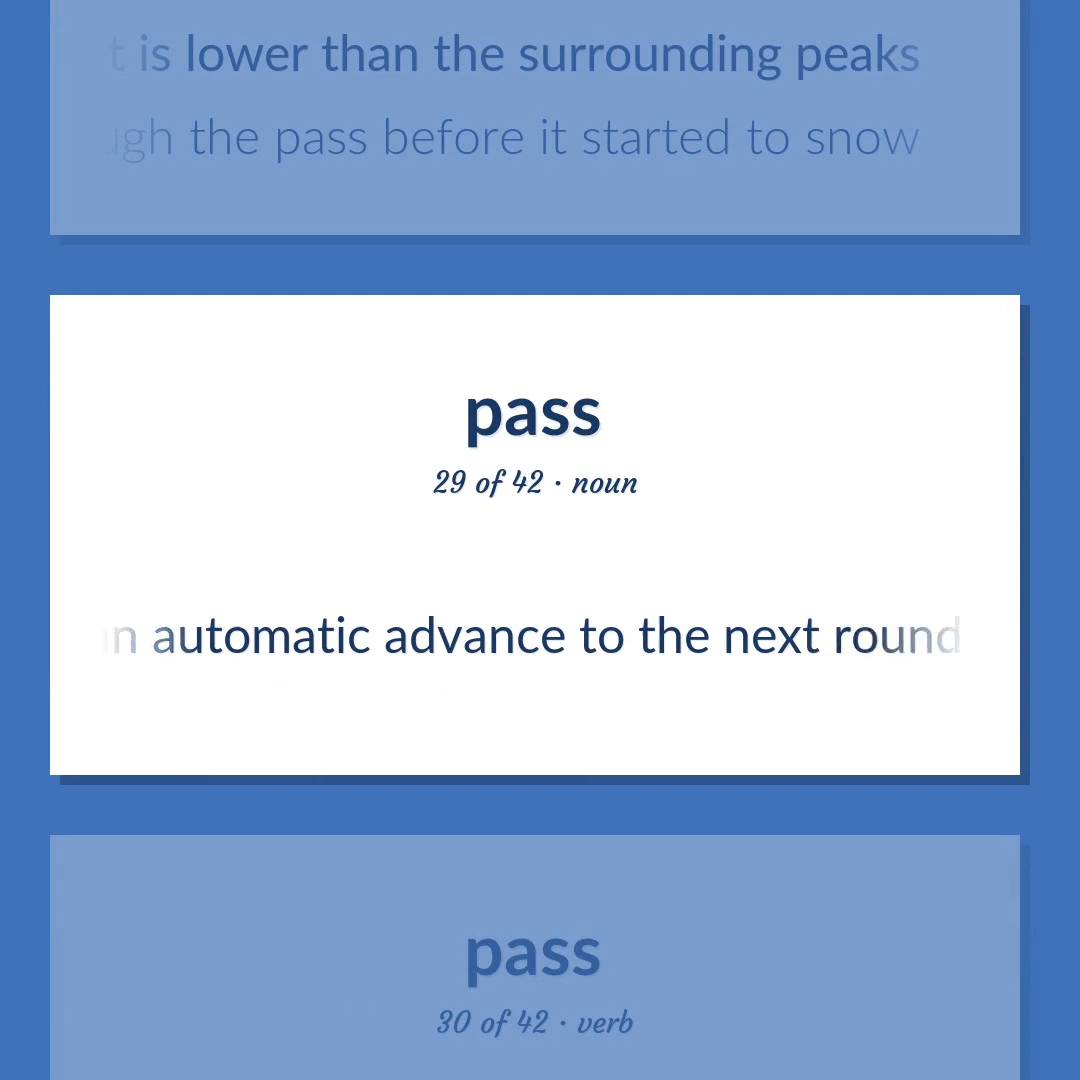 is lower than the surrounding peaks
the pass before it started to snow
pass
29 of 42 · noun
automatic advance to the next round
pass
30 of 42 · verb